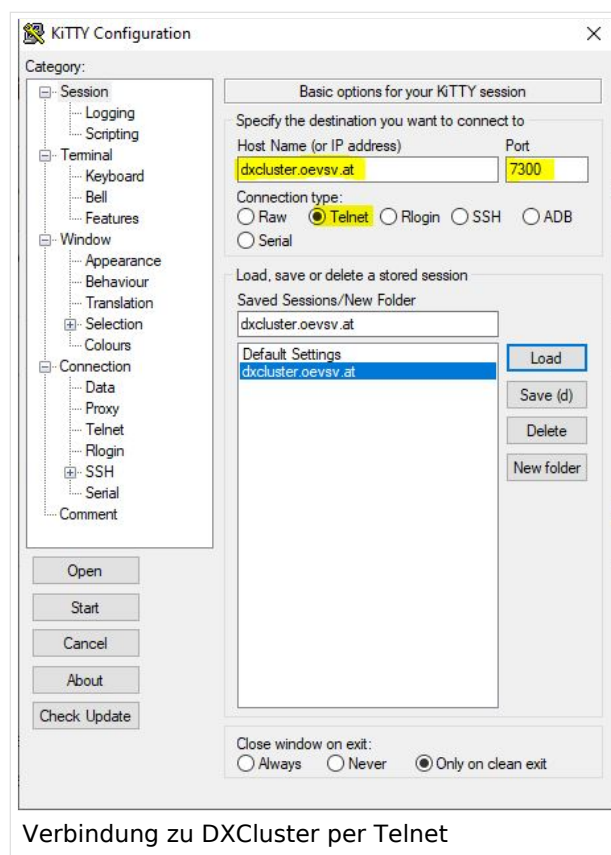 KiTTY Configuration
Category:
Session
Logging
Scripting
Terminal
Keyboard
Bell
Features
Window
Appearance
Behaviour
Translation
Selection
Colours
Connection
Data
Proxy
Telnet
Rlogin
SSH
Serial
Comment
Open
Start
Cancel
About
Check Update
Basic options for your KiTTY session
Specify the destination you want to connect to
Host Name (or IP address) Port
dxcluster.oevsv.at 7300
Connection type:
Raw Telnet Rlogin SSH ADB
Serial
Load, save or delete a stored session
Saved Sessions/New Folder
dxcluster.oevsv.at
Default Settings
dxcluster.oevsv.at
Load
Save (d)
Delete
New folder
Close window on exit:
Always Never Only on clean exit
Verbindung zu DXCluster per Telnet